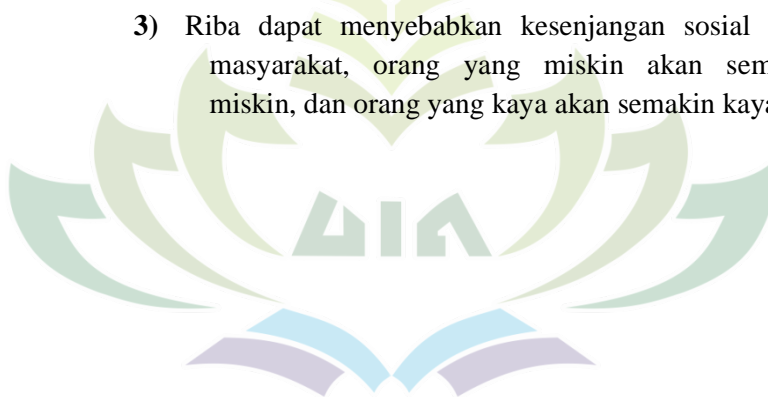 3) Riba dapat menyebabkan kesenjangan sosial
masyarakat, orang yang miskin akan sem
miskin, dan orang yang kaya akan semakin kaya